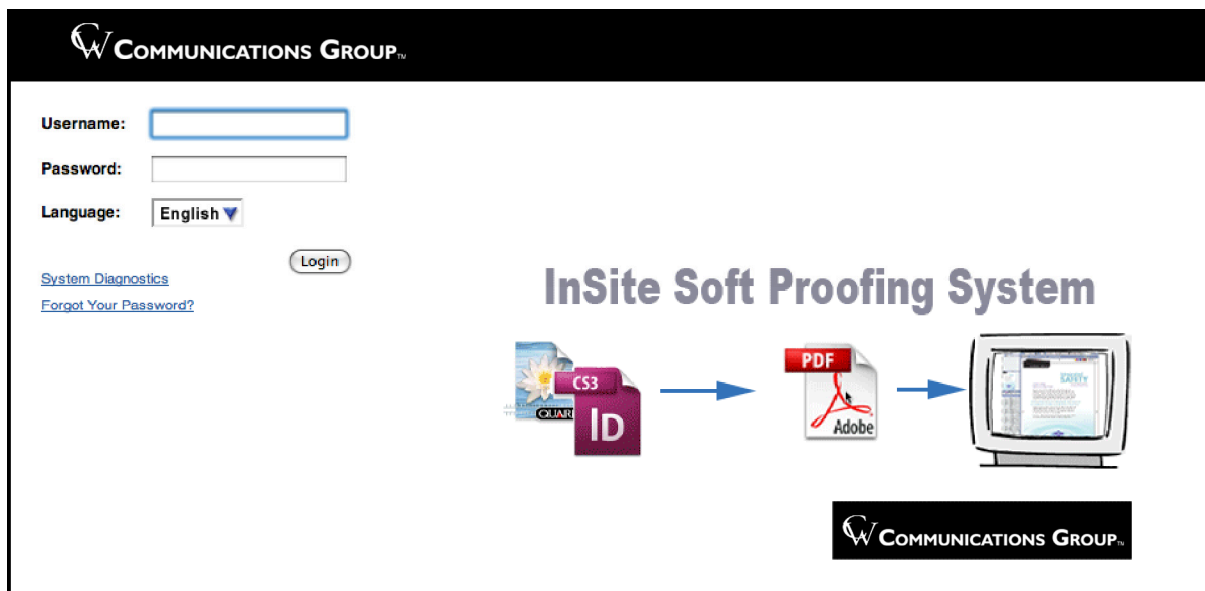 CW COMMUNICATIONS GROUP™
Username:
Password:
Language: English
Login
System Diagnostics
Forgot Your Password?
InSite Soft Proofing System
CS3
ID
PDF
Adobe
SAFETY
CW COMMUNICATIONS GROUP™